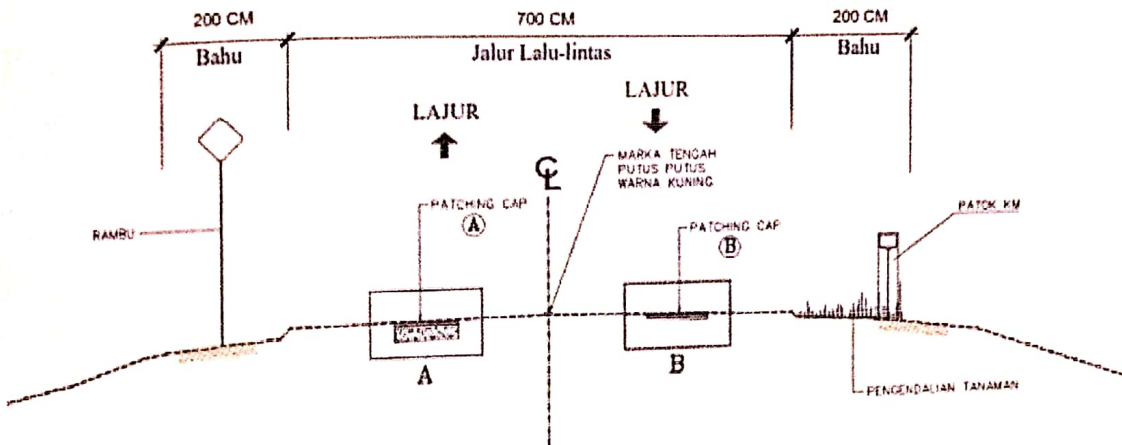 200 CM
700 CM
200 CM
Bahu
Jalur Lalu-lintas
Bahu
LAJUR
LAJUR
MARKA TENGAH
PUTUS PUTUS
WARNA KUNING
CL
PATCHING CAP
A
PATCHING CAP
B
PATOK KM
RAMBU
A
B
PENGENDALIAN TANAMAN